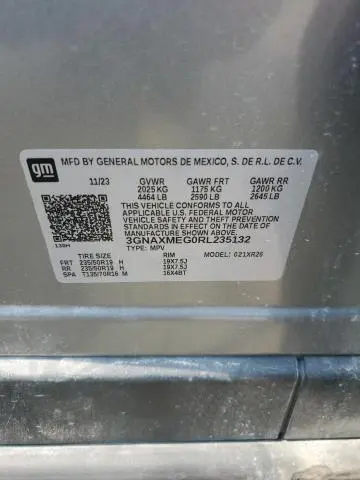 gm
MFD BY GENERAL MOTORS DE MEXICO, S. DE R.L. DE C.V.
11/23 GVWR GAWR FRT GAWR RR
2025 KG 1175 KG 1200 KG
4464 LB 2590 LB 2645 LB
THIS VEHICLE CONFORMS TO ALL
APPLICABLE U.S. FEDERAL MOTOR
VEHICLE SAFETY AND THEFT PREVENTION
STANDARDS IN EFFECT ON THE DATE OF
MANUFACTURE SHOWN ABOVE.
139H 3GNAXMEG0RL235132
TYPE: MPV
TIRE SIZE RIM MODEL: 021XR26
FRT 235/50R19 H 19X7.5J
RR 235/50R19 H 19X7.5J
SPA T135/70R16 M 16X4BT